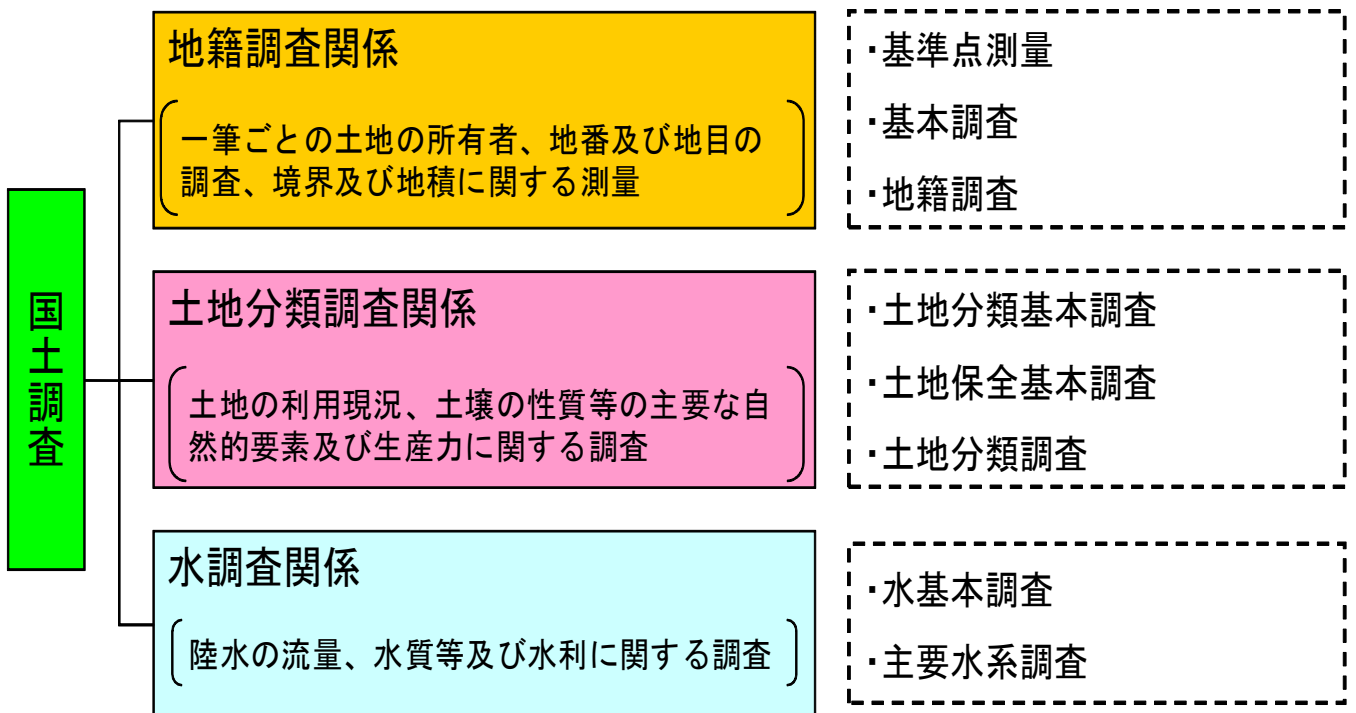 国土調査
地籍調査関係
一筆ごとの土地の所有者、地番及び地目の
調査、境界及び地積に関する測量
・基準点測量
・基本調査
・地籍調査
土地分類調査関係
土地の利用現況、土壌の性質等の主要な自
然的要素及び生産力に関する調査
・土地分類基本調査
・土地保全基本調査
・土地分類調査
水調査関係
陸水の流量、水質等及び水利に関する調査
・水基本調査
・主要水系調査